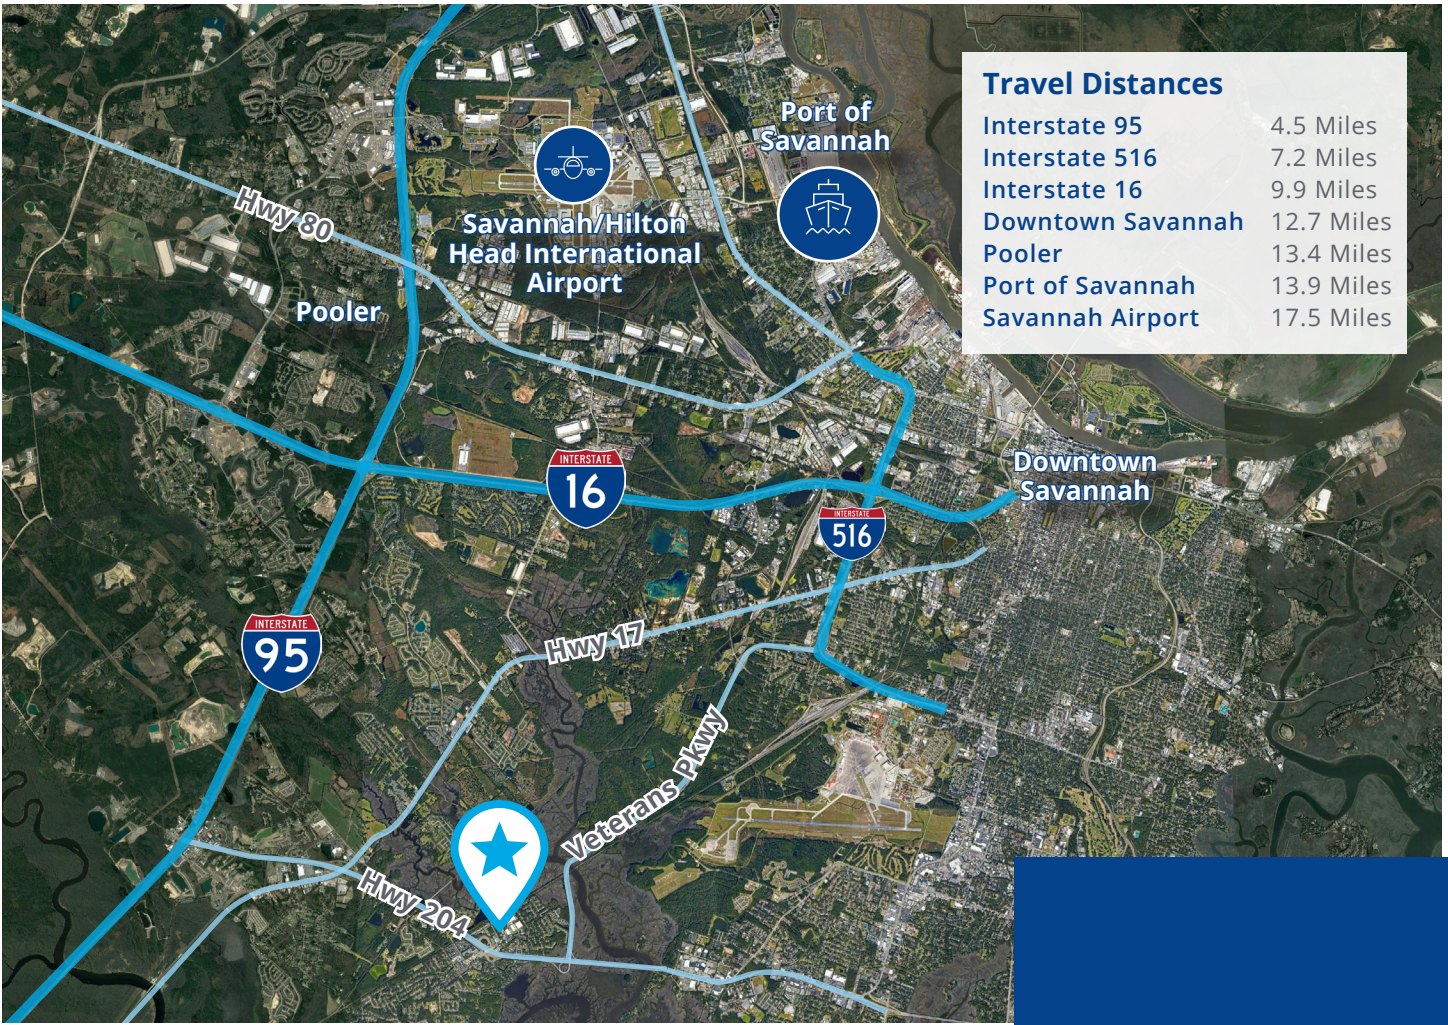 Travel Distances
Interstate 95 4.5 Miles
Interstate 516 7.2 Miles
Interstate 16 9.9 Miles
Downtown Savannah 12.7 Miles
Pooler 13.4 Miles
Port of Savannah 13.9 Miles
Savannah Airport 17.5 Miles
Port of
Savannah
Hwy 80
Savannah/Hilton
Head International
Airport
Pooler
Downtown
Savannah
INTERSTATE
16
INTERSTATE
516
INTERSTATE
95
Hwy 17
Veterans Pkwy
Hwy 204